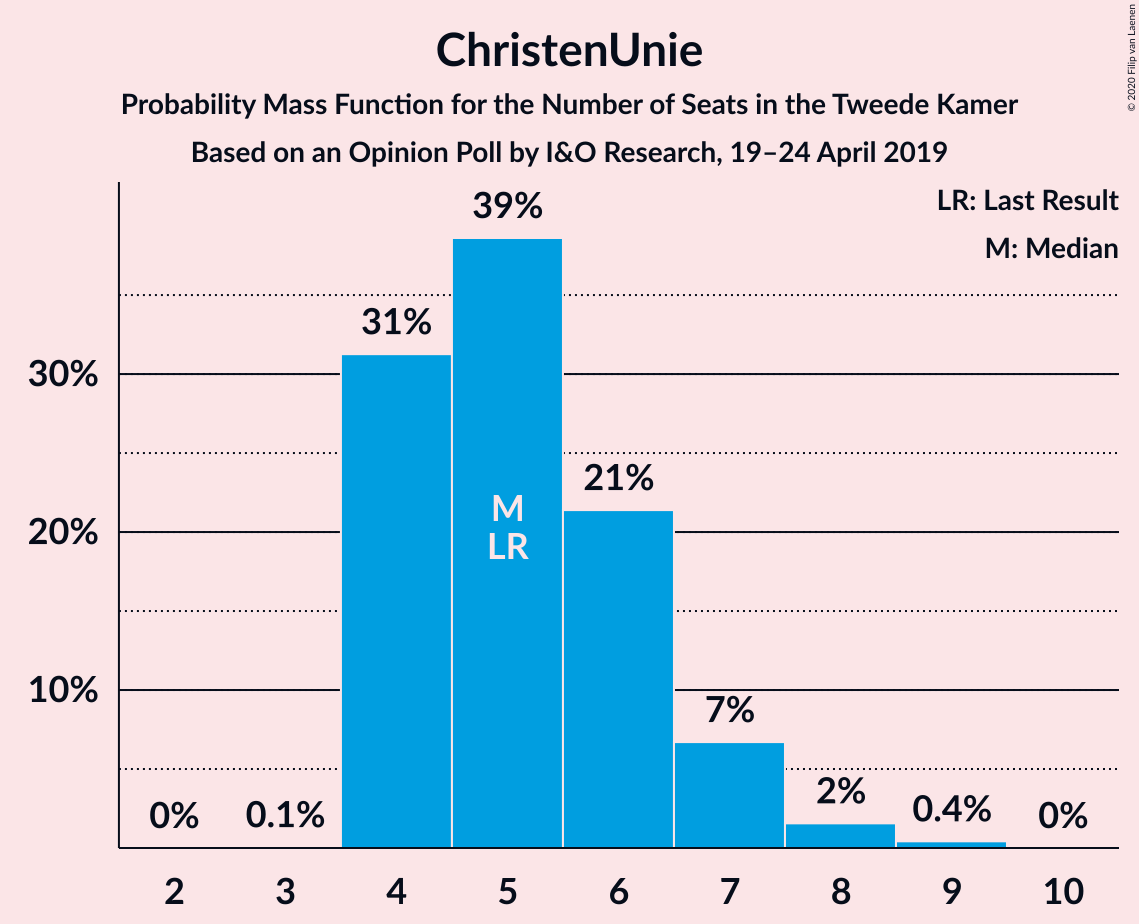 ChristenUnie
Probability Mass Function for the Number of Seats in the Tweede Kamer
Based on an Opinion Poll by I&O Research, 19–24 April 2019
© 2020 Filip van Laenen
LR: Last Result
M: Median
39%
31%
30%
21%
M
LR
20%
10%
7%
2%
0%
0.1%
0.4%
0%
2 3 4 5 6 7 8 9 10